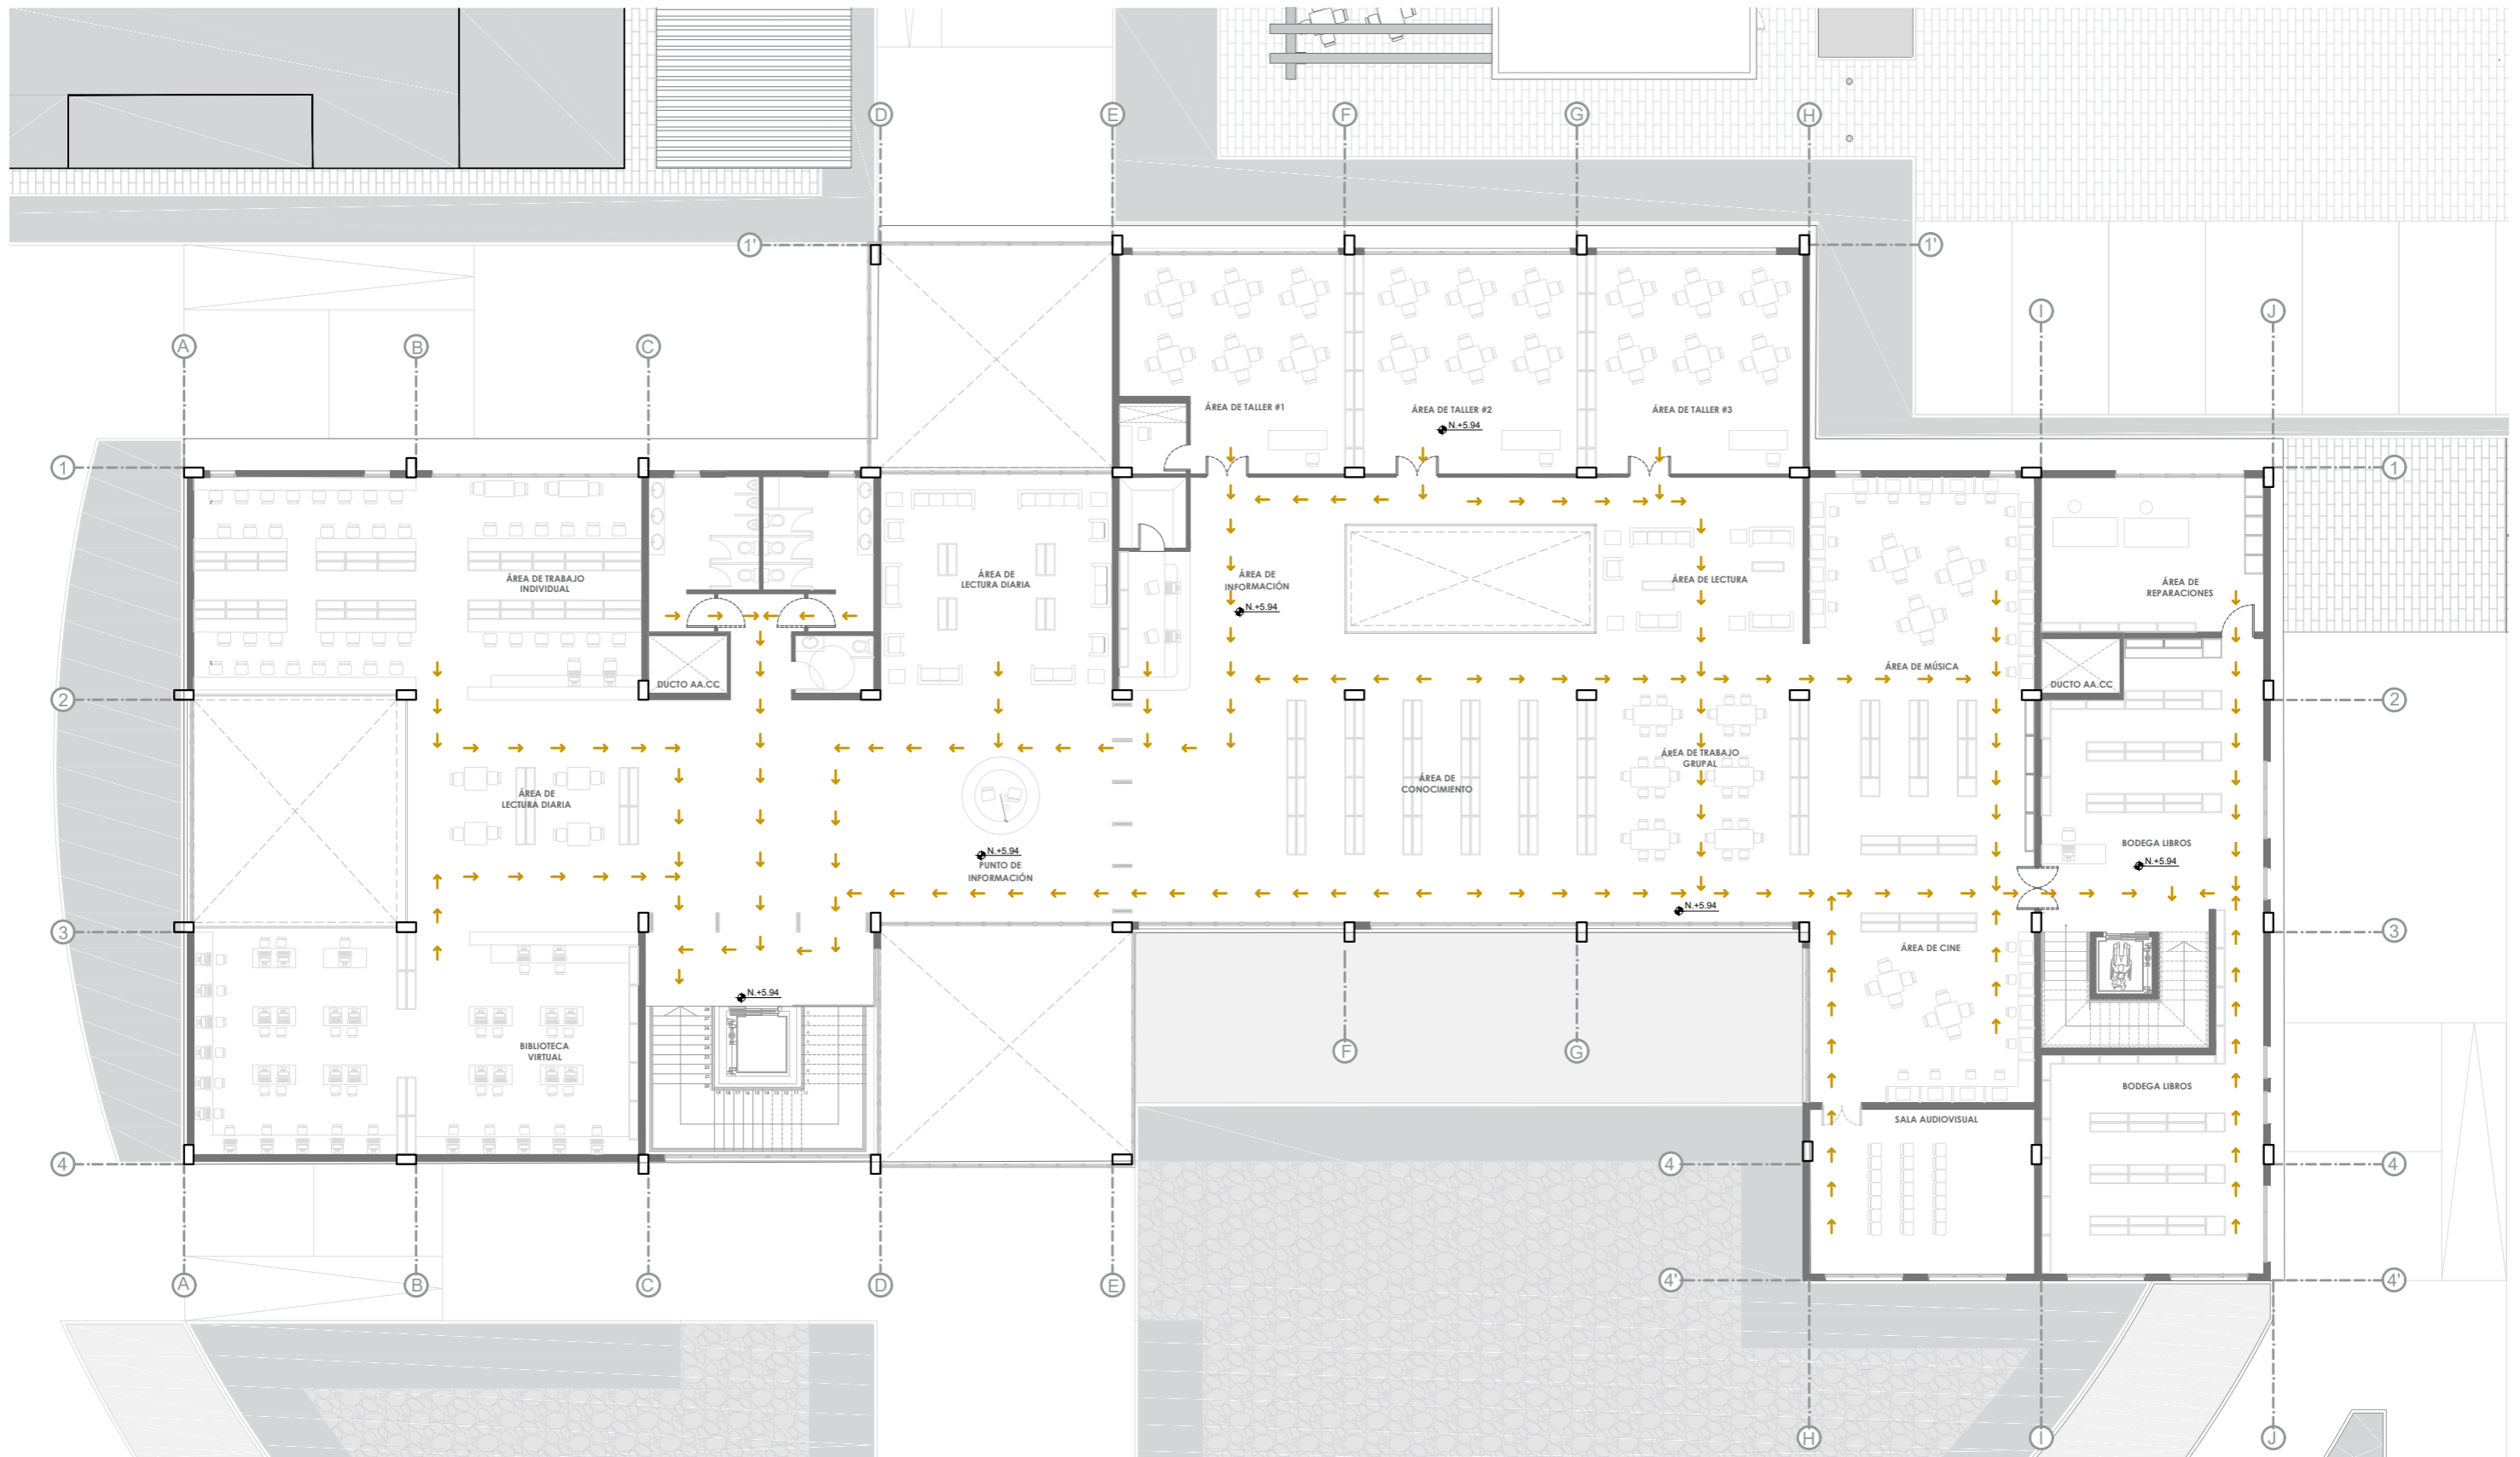 D
E
F
G
H
1'
1'
I
J
A
B
C
ÁREA DE TALLER #1
ÁREA DE TALLER #2
ÁREA DE TALLER #3
N.+5.94
1
1
ÁREA DE TRABAJO
INDIVIDUAL
ÁREA DE
LECTURA DIARIA
ÁREA DE
INFORMACIÓN
N.+5.94
ÁREA DE LECTURA
ÁREA DE
REPARACIONES
ÁREA DE MÚSICA
DUCTO AA.CC
DUCTO AA.CC
2
2
ÁREA DE
LECTURA DIARIA
ÁREA DE
CONOCIMIENTO
ÁREA DE TRABAJO
GRUPAL
BODEGA LIBROS
N.+5.94
N.+5.94
PUNTO DE
INFORMACIÓN
N.+5.94
3
3
ÁREA DE CINE
N.+5.94
BIBLIOTECA
VIRTUAL
F
G
BODEGA LIBROS
SALA AUDIOVISUAL
4
4
4
4'
4'
A
B
C
D
E
H
I
J